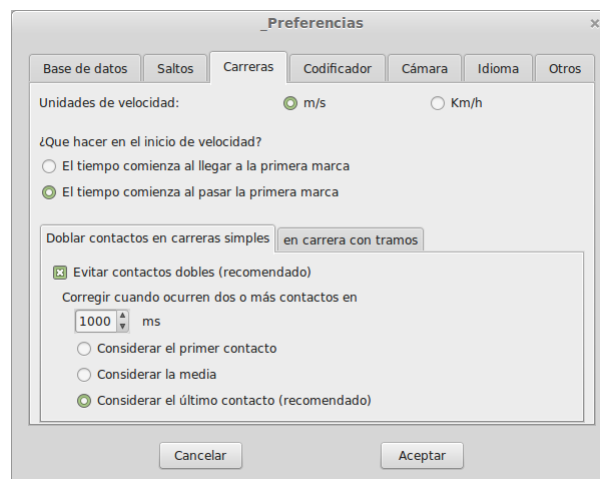 _Preferencias ×
Base de datos Saltos Carreras Codificador Cámara Idioma Otros
Unidades de velocidad: m/s Km/h
¿Que hacer en el inicio de velocidad?
El tiempo comienza al llegar a la primera marca
El tiempo comienza al pasar la primera marca
Doblar contactos en carreras simples en carrera con tramos
Evitar contactos dobles (recomendado)
Corregir cuando ocurren dos o más contactos en
1000 ms
Considerar el primer contacto
Considerar la media
Considerar el último contacto (recomendado)
Cancelar Aceptar